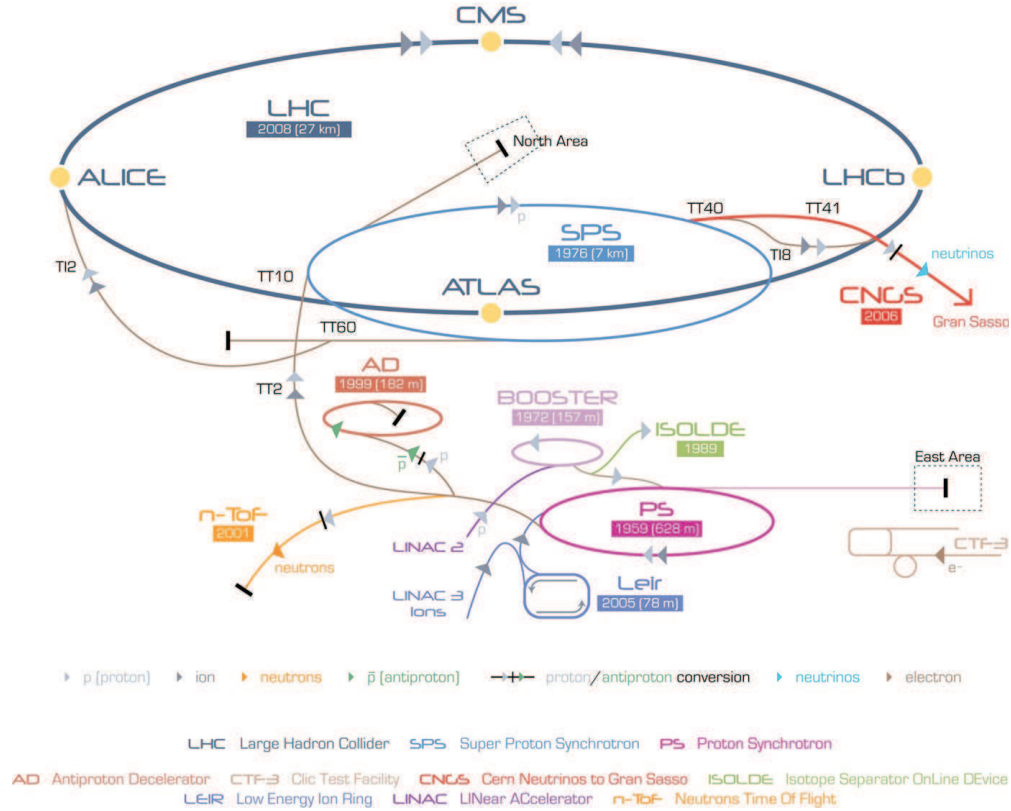 CMS
LHC
2008 (27 km)
North Area
ALICE
LHCb
TT40
TT41
p
SPS
1976 (7 km)
TI8
neutrinos
TI2
TT10
ATLAS
CNGS
2006
Gran Sasso
TT60
AD
1999 (182 m)
TT2
BOOSTER
1972 (157 m)
ISOLDE
1989
p̄
p
East Area
n-ToF
2001
PS
1959 (628 m)
LINAC 2
p
neutrons
CTF-3
e-
LINAC 3
Ions
Leir
2005 (78 m)
p (proton)
ion
neutrons
p̄ (antiproton)
proton/antiproton conversion
neutrinos
electron
LHC Large Hadron Collider SPS Super Proton Synchrotron PS Proton Synchrotron
AD Antiproton Decelerator CTF-3 Clic Test Facility CNGS Cern Neutrinos to Gran Sasso ISOLDE Isotope Separator OnLine DEvice
LEIR Low Energy Ion Ring LINAC LINear ACcelerator n-ToF Neutrons Time Of Flight